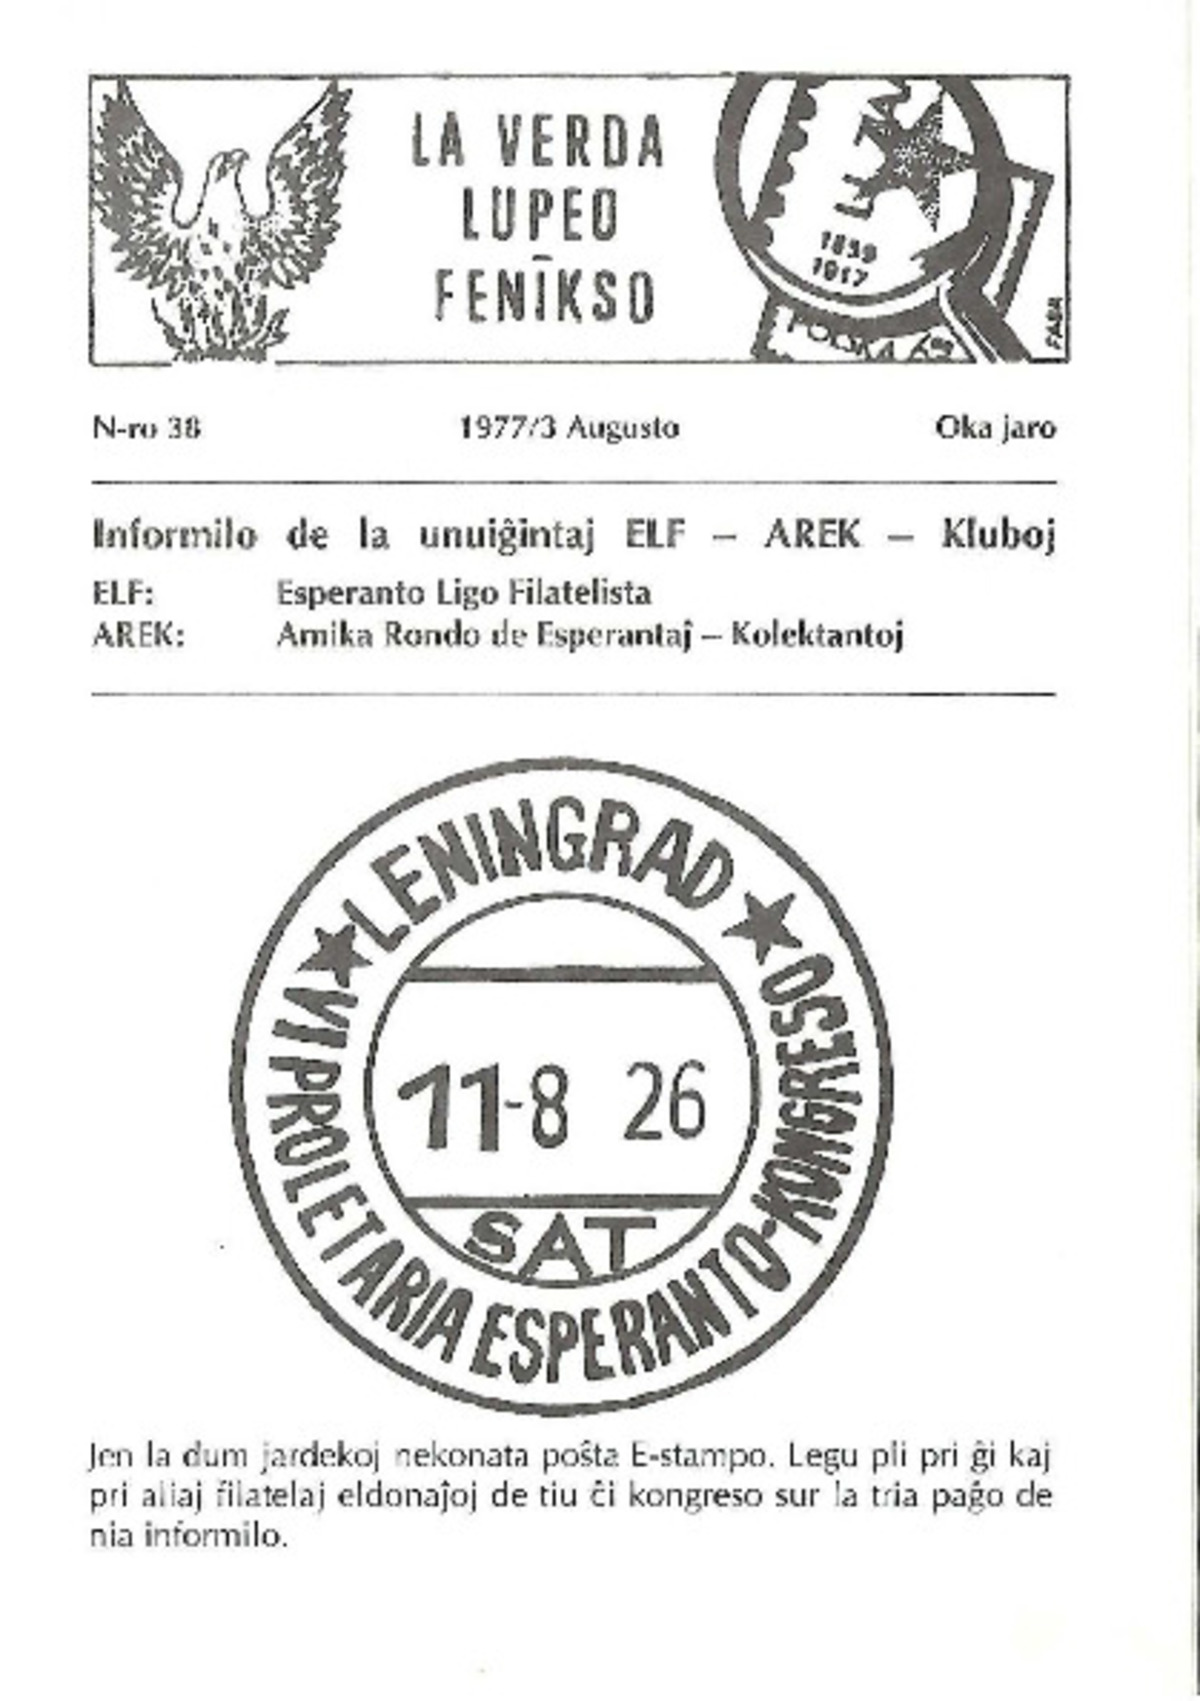 LA VERDA
LUPEO
FENĪKSO
1859
1917
POLSKA
FABA
N-ro 38 1977/3 Augusto Oka jaro
Informilo de la unuiĝintaj ELF – AREK – Kluboj
ELF: Esperanto Ligo Filatelista
AREK: Amika Rondo de Esperantaĵ – Kolektantoj
LENINGRAD
VI PROLETARIA ESPERANTO-KONGRESO
11-8 26
SAT
Jen la dum jardekoj nekonata poŝta E-stampo. Legu pli pri ĝi kaj
pri aliaj filatelaj eldonaĵoj de tiu ĉi kongreso sur la tria paĝo de
nia informilo.